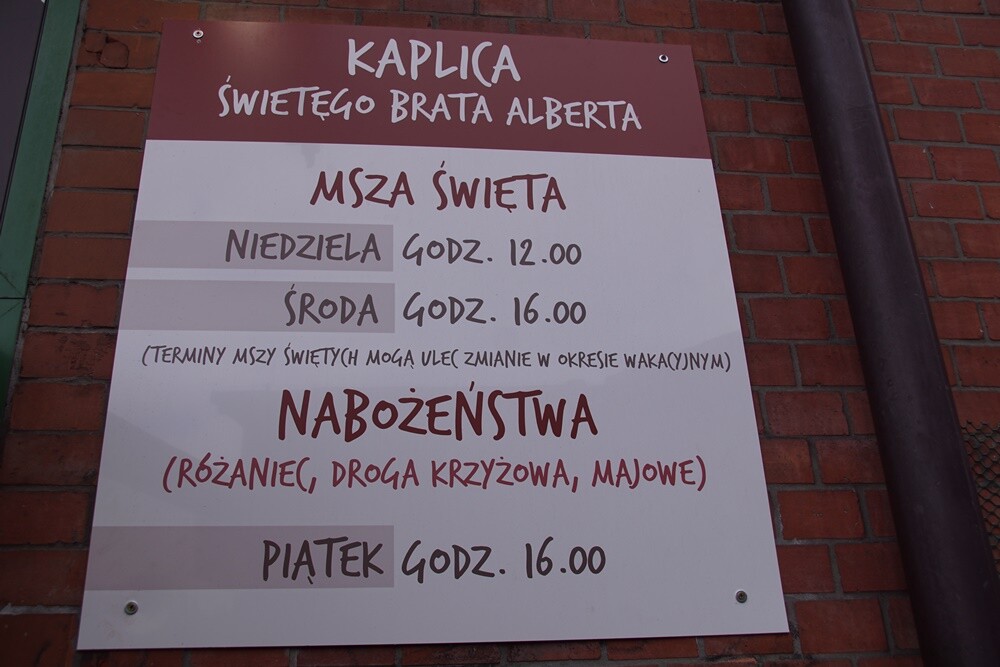 KAPLICA
ŚWIETĘGO BRATA ALBERTA
MSZA ŚWIĘTA
NIEDZIELA GODZ. 12.00
ŚRODA GODZ. 16.00
(TERMINY MSZY ŚWIĘTYCH MOGĄ ULEC ZMIANIE W OKRESIE WAKACYJNYM)
NABOŻEŃSTWA
(RÓŻANIEC, DROGA KRZYŻOWA, MAJOWE)
PIĄTEK GODZ. 16.00